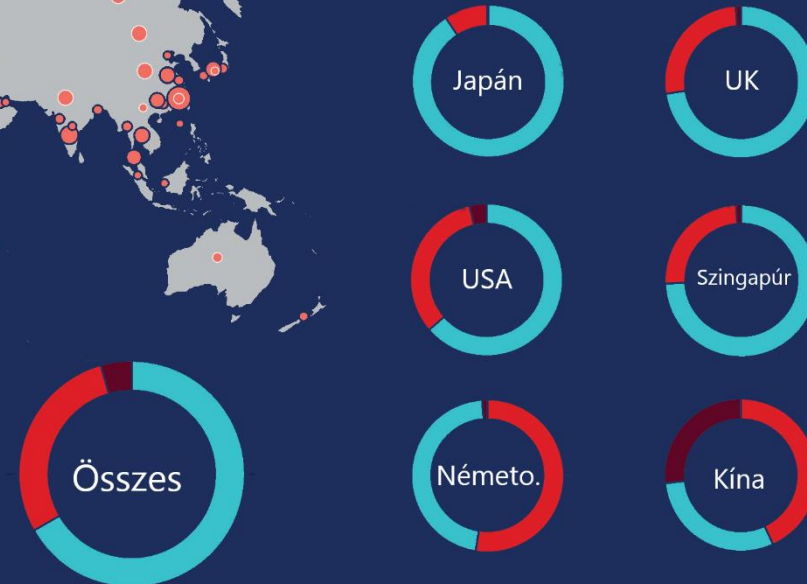 Japán
UK
USA
Szingapúr
Összes
Németo.
Kína